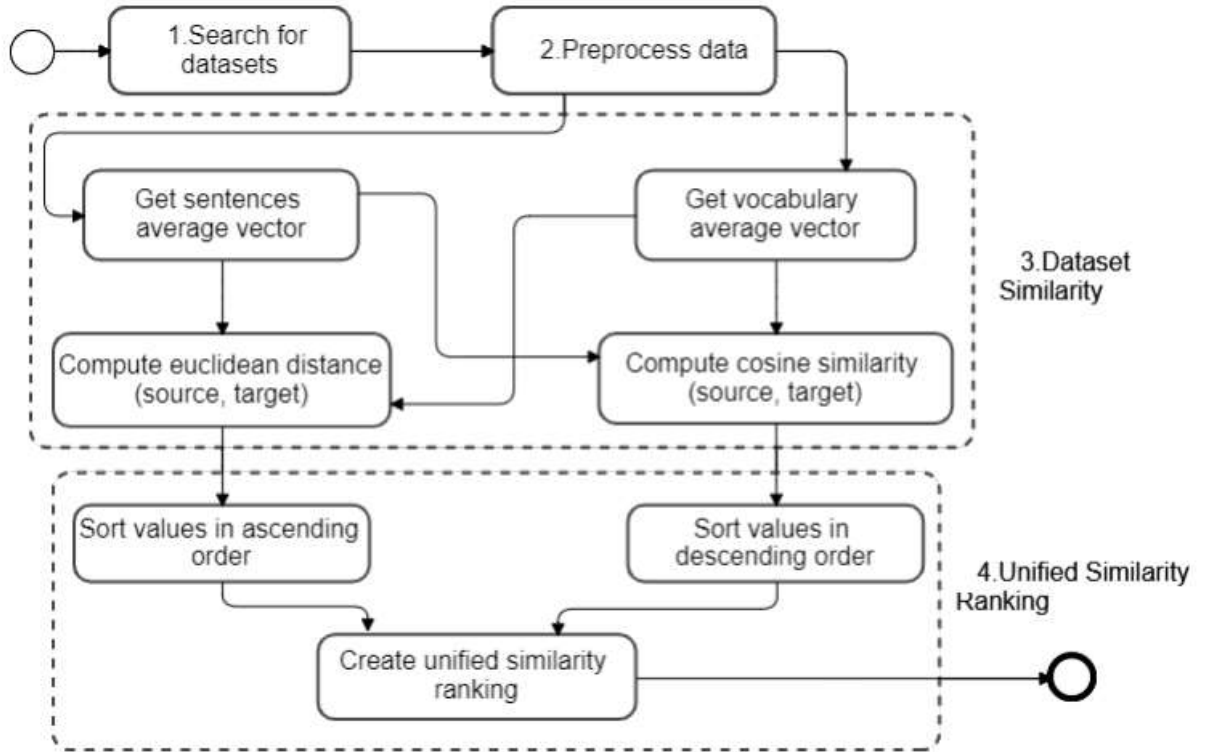 1.Search for
datasets
2.Preprocess data
Get sentences
average vector
Get vocabulary
average vector
3.Dataset
Similarity
Compute euclidean distance
(source, target)
Compute cosine similarity
(source, target)
Sort values in ascending
order
Sort values in
descending order
4.Unified Similarity
Ranking
Create unified similarity
ranking